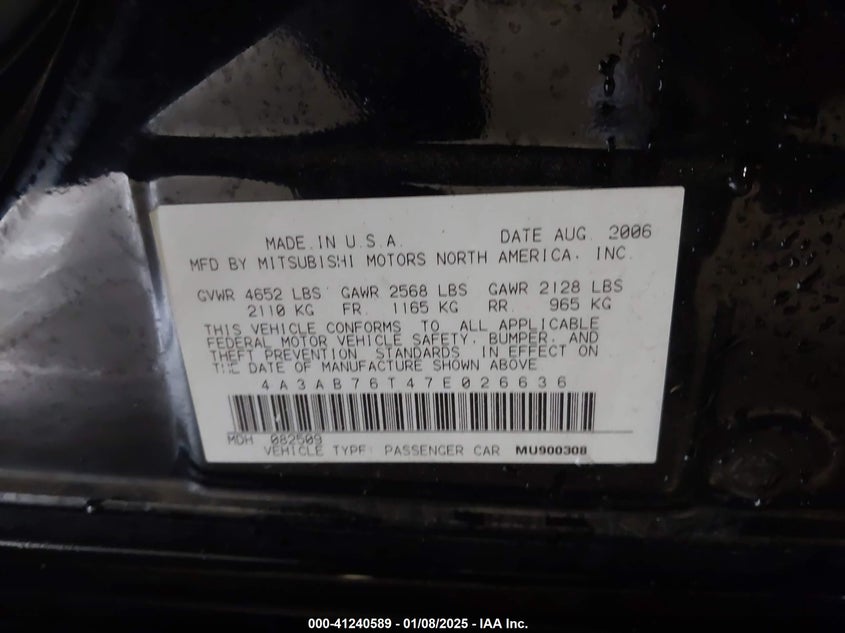 MADE IN U.S.A. DATE AUG. 2006
MFD BY MITSUBISHI MOTORS NORTH AMERICA, INC.
GVWR 4652 LBS GAWR 2568 LBS GAWR 2128 LBS
2110 KG FR. 1165 KG RR. 965 KG
THIS VEHICLE CONFORMS TO ALL APPLICABLE
FEDERAL MOTOR VEHICLE SAFETY, BUMPER, AND
THEFT PREVENTION STANDARDS IN EFFECT ON
THE DATE OF MANUFACTURE SHOWN ABOVE
4A3AB76T47E026636
MDH 082509
VEHICLE TYPE: PASSENGER CAR MU900308
000-41240589 - 01/08/2025 - IAA Inc.